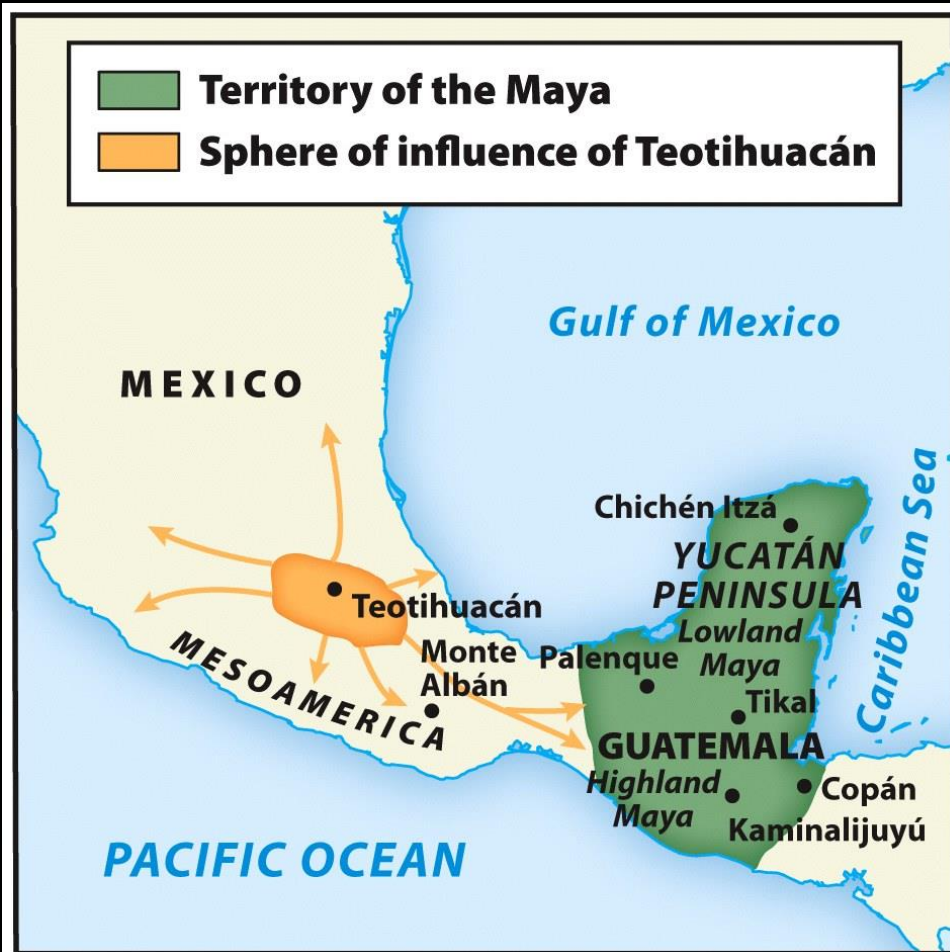 Territory of the Maya
Sphere of influence of Teotihuacán
Gulf of Mexico
MEXICO
Caribbean Sea
Chichén Itzá
YUCATÁN
PENINSULA
Teotihuacán
Lowland
Maya
Monte
Albán
Palenque
MESOAMERICA
Tikal
GUATEMALA
Highland
Maya
Copán
Kaminalijuyú
PACIFIC OCEAN